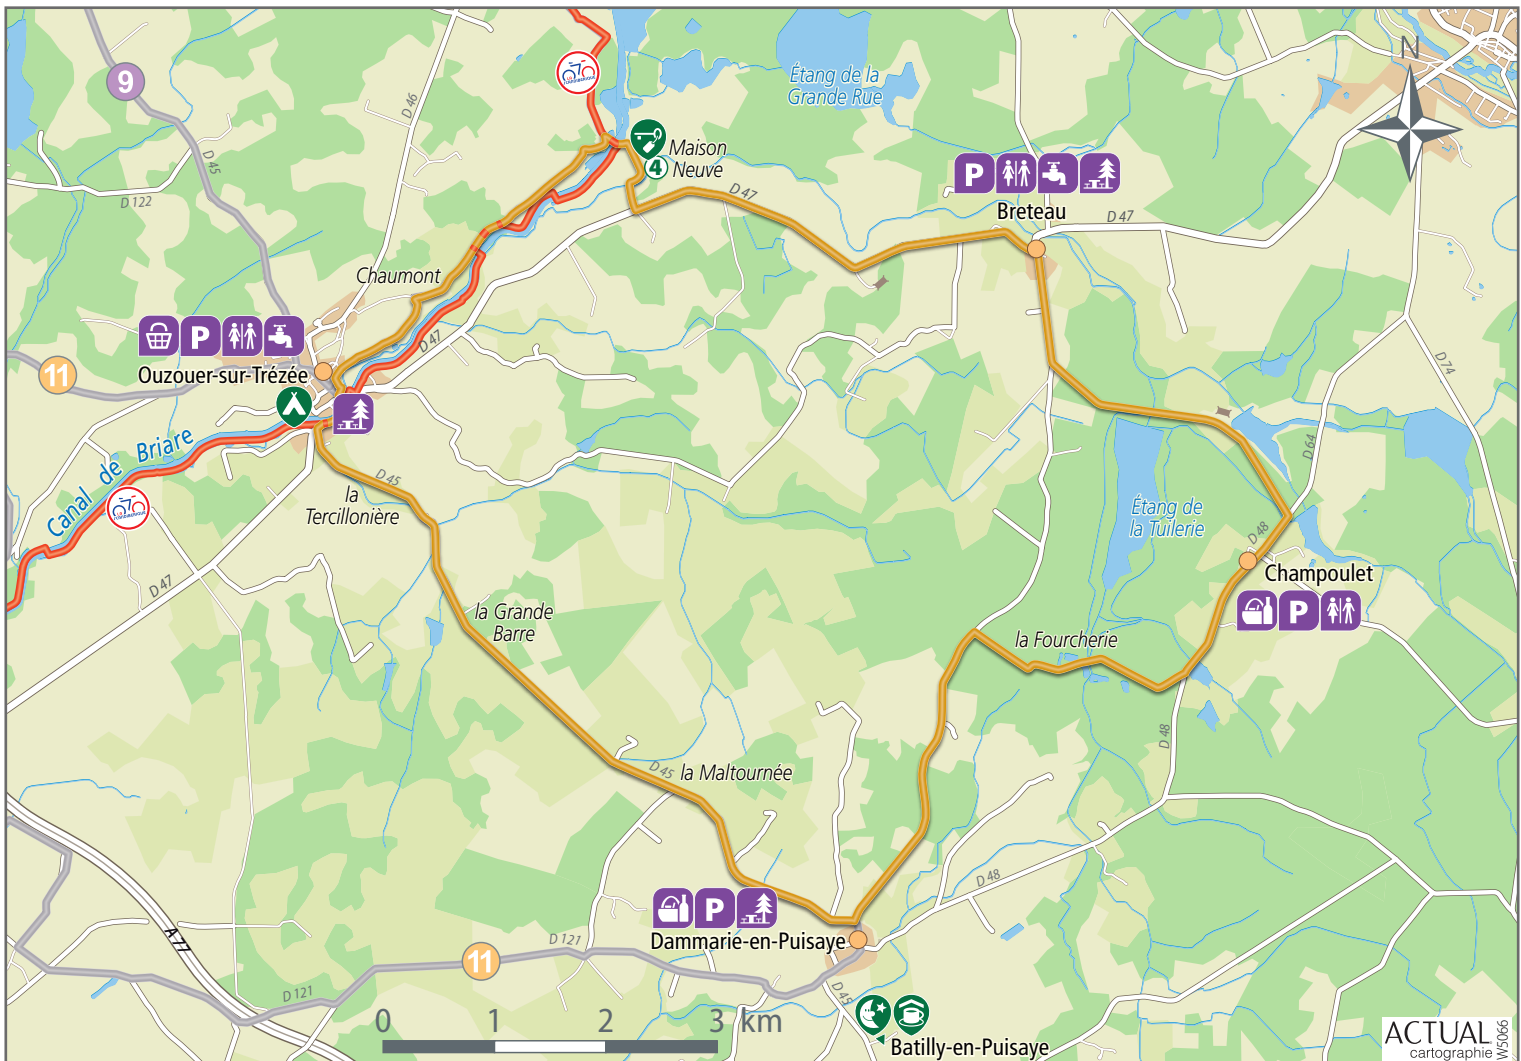 9
D 46
D 45
D 122
Étang de la
Grande Rue
N
Maison
Neuve
4
D 47
P
Breteau
D 47
Chaumont
P
D 47
Ouzouer-sur-Trézée
11
D 74
D 64
Canal de Briare
D 45
la
Tercillonière
Étang de
la Tuilerie
D 48
Champoulet
P
D 47
la Grande
Barre
la Fourcherie
D 48
D 45
la Maltournée
P
D 48
Dammarie-en-Puisaye
A 77
D 121
11
D 121
D 45
0 1 2 3 km
Batilly-en-Puisaye
ACTUAL
cartographie
W5066